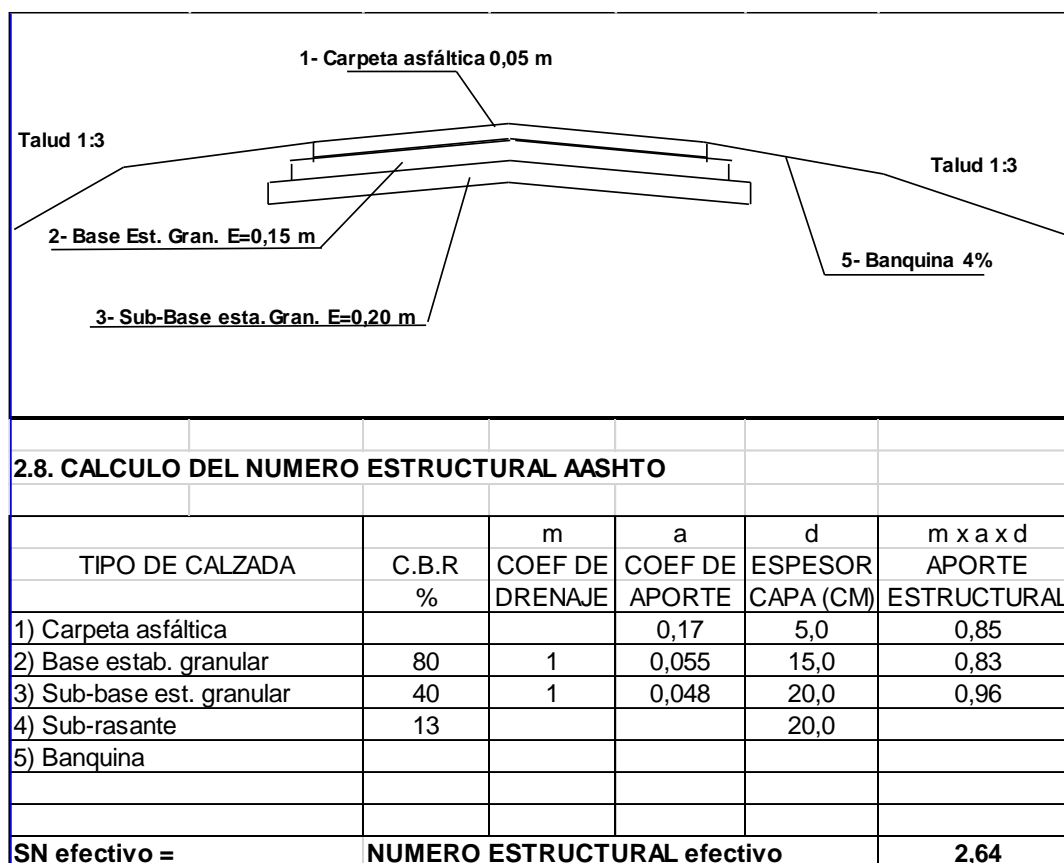 1- Carpeta asfáltica 0,05 m
Talud 1:3
Talud 1:3
2- Base Est. Gran. E=0,15 m
5- Banquina 4%
3- Sub-Base esta. Gran. E=0,20 m
2.8. CALCULO DEL NUMERO ESTRUCTURAL AASHTO
m a d m x a x d
TIPO DE CALZADA C.B.R COEF DE COEF DE ESPESOR APORTE
% DRENAJE APORTE CAPA (CM) ESTRUCTURAL
1) Carpeta asfáltica 0,17 5,0 0,85
2) Base estab. granular 80 1 0,055 15,0 0,83
3) Sub-base est. granular 40 1 0,048 20,0 0,96
4) Sub-rasante 13 20,0
5) Banquina
SN efectivo = NUMERO ESTRUCTURAL efectivo 2,64